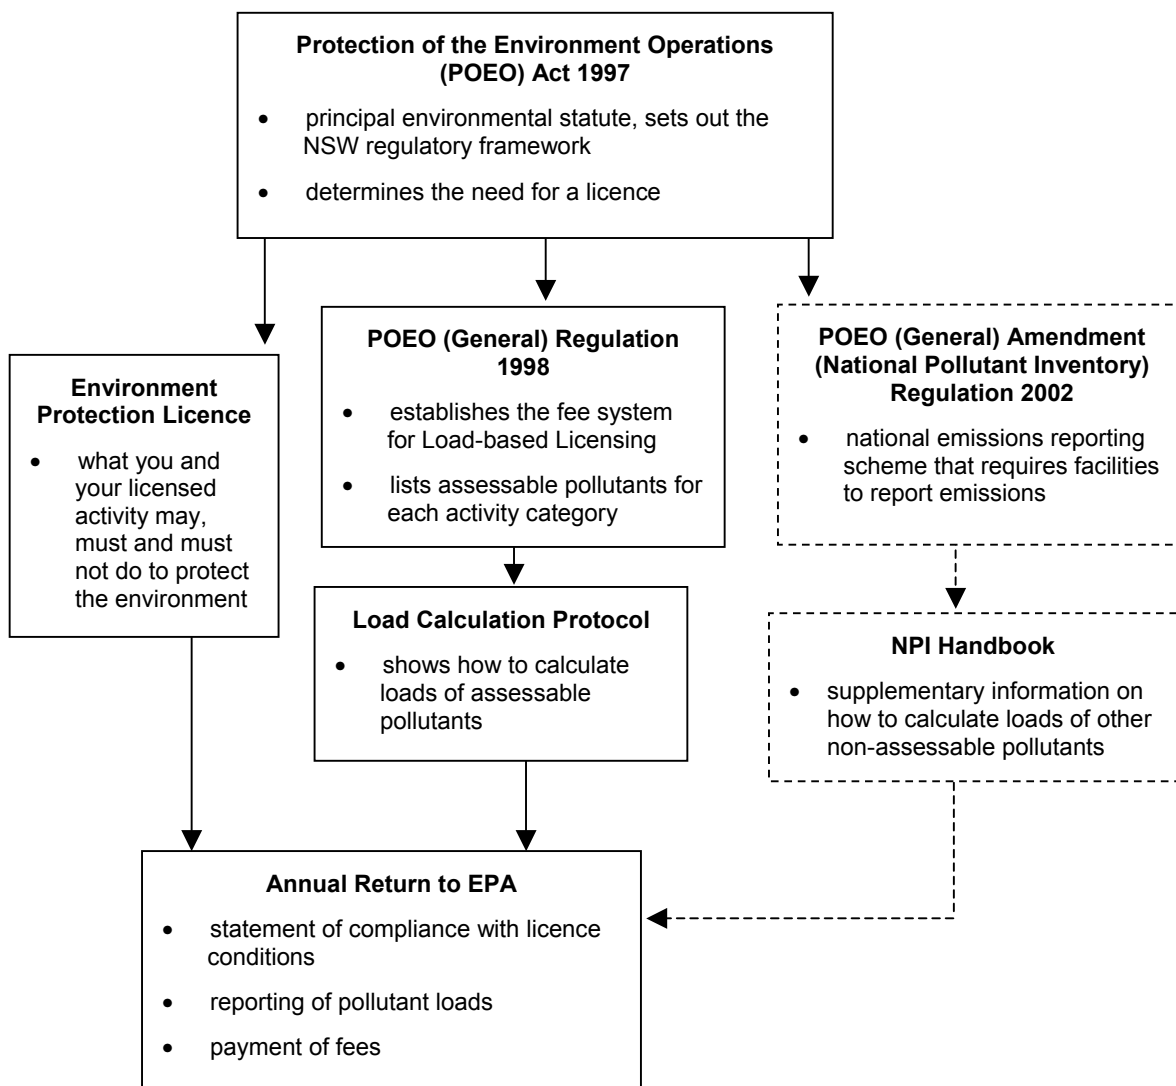 Protection of the Environment Operations
(POEO) Act 1997
• principal environmental statute, sets out the
NSW regulatory framework
• determines the need for a licence
Environment
Protection Licence
• what you and
your licensed
activity may,
must and must
not do to protect
the environment
POEO (General) Regulation
1998
• establishes the fee system
for Load-based Licensing
• lists assessable pollutants for
each activity category
POEO (General) Amendment
(National Pollutant Inventory)
Regulation 2002
• national emissions reporting
scheme that requires facilities
to report emissions
Load Calculation Protocol
• shows how to calculate
loads of assessable
pollutants
NPI Handbook
• supplementary information on
how to calculate loads of other
non-assessable pollutants
Annual Return to EPA
• statement of compliance with licence
conditions
• reporting of pollutant loads
• payment of fees